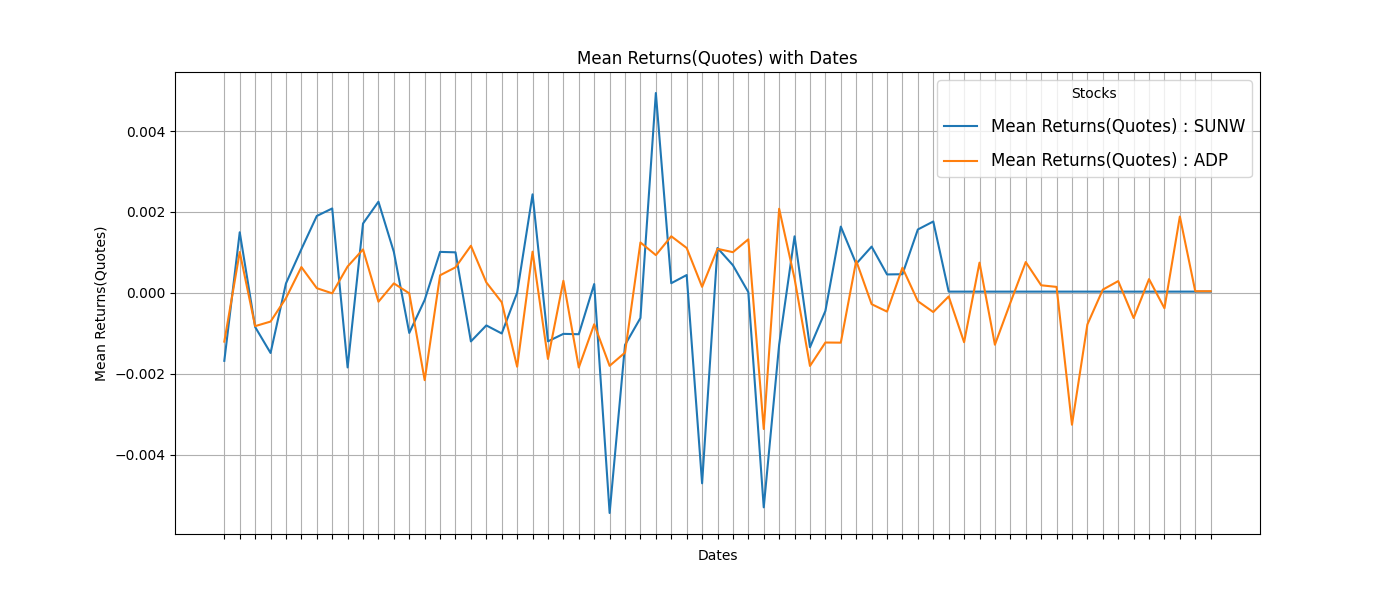 Mean Returns(Quotes) with Dates
Stocks
Mean Returns(Quotes) : SUNW
Mean Returns(Quotes) : ADP
Mean Returns(Quotes)
0.004
0.002
0.000
−0.002
−0.004
Dates